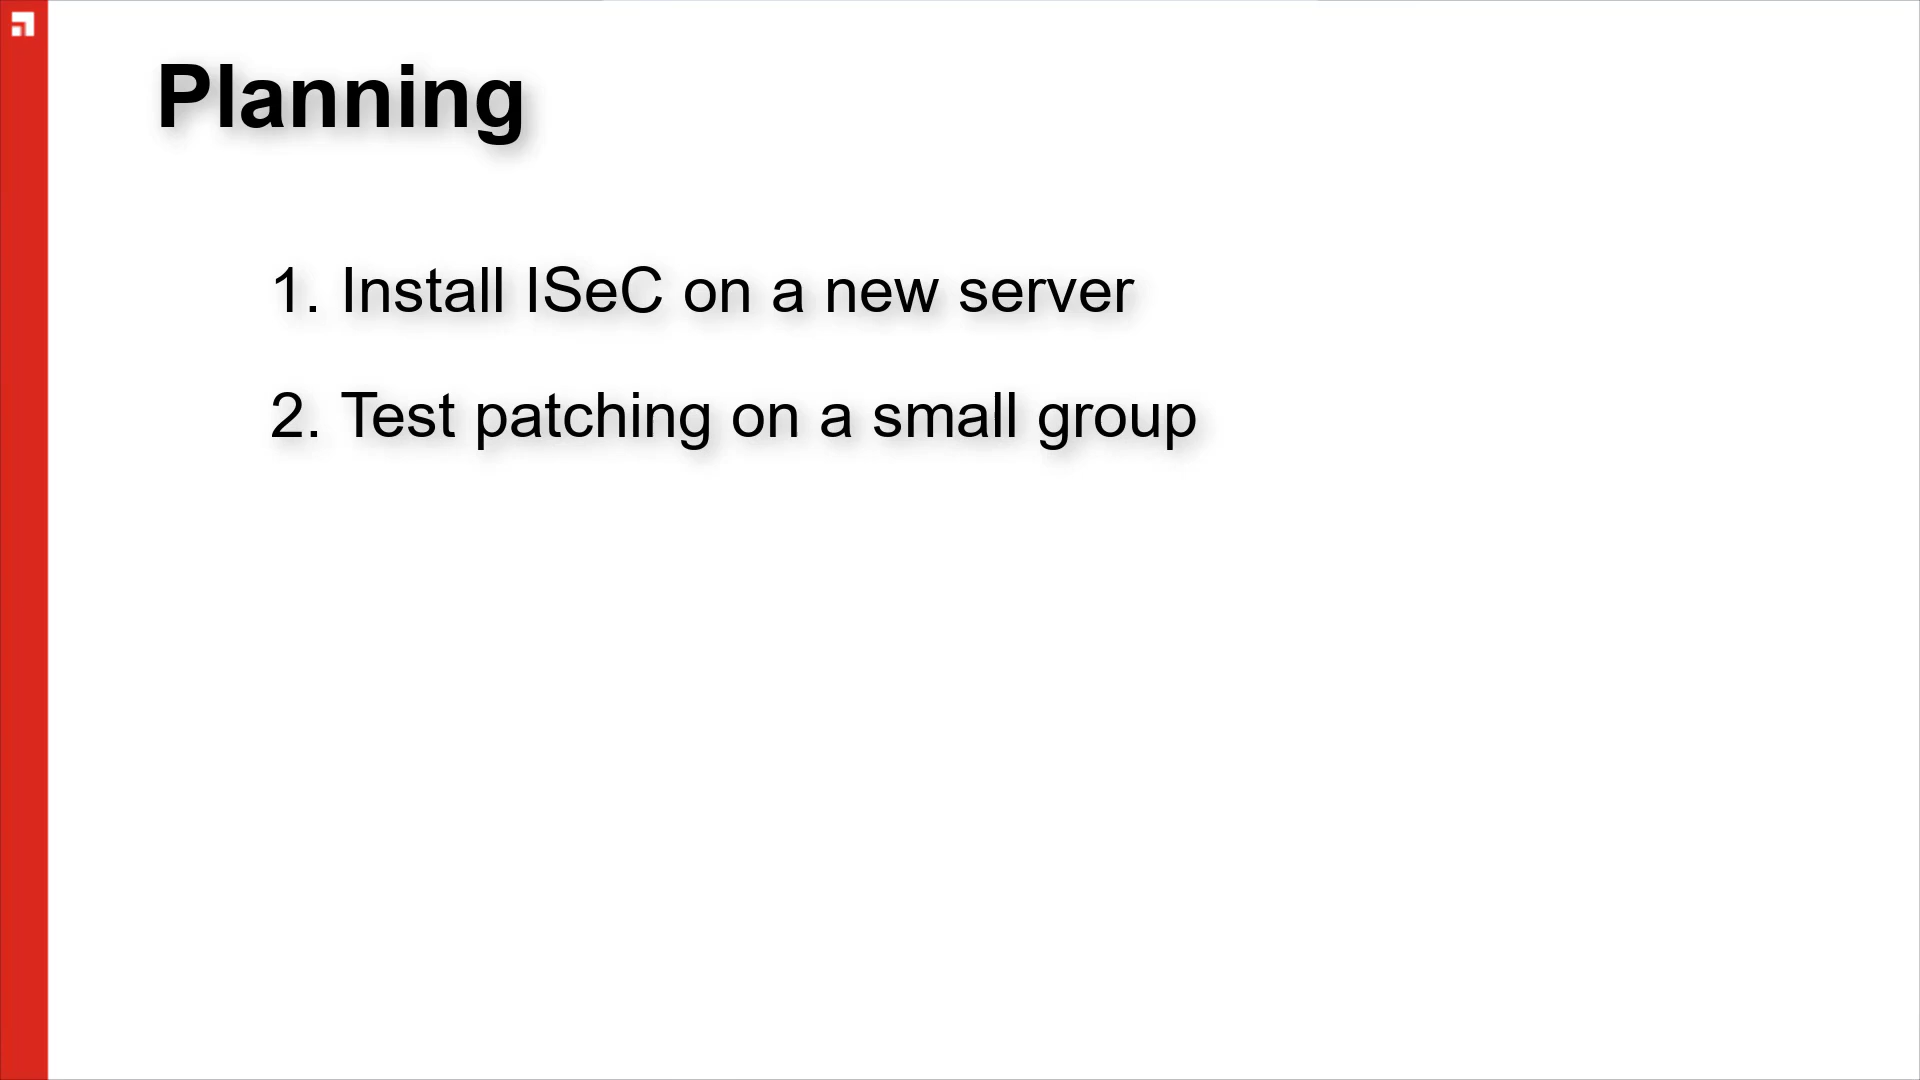 Planning
1. Install ISeC on a new server
2. Test patching on a small group